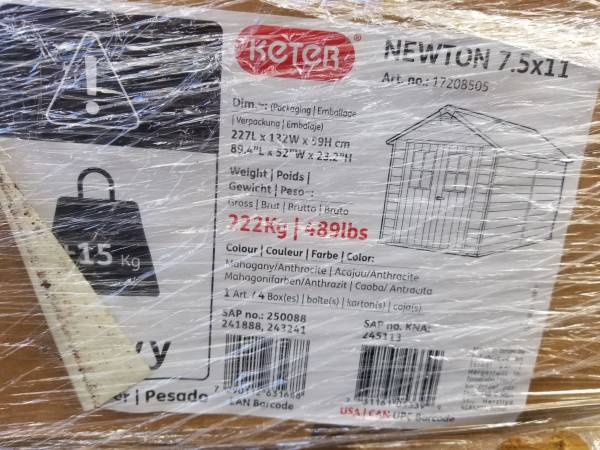 KETER
NEWTON 7.5x11
Art. no.: 17208505
(Packaging | Emballage
| Verpackung | Embalaje)
227L x 132W x 59H cm
89.4"L x 52"W x 23.2"H
Weight | Poids |
Gewicht | Peso
Gross | Brut | Brutto | Bruto
222Kg | 489lbs
Colour | Couleur | Farbe | Color:
Mahagony/Anthracite | Acajou/Anthracite
Mahagonifarben/Anthrazit | Caoba/ Antracita
1 Art. / 4 Box(es) | boîte(s) | karton(s) | caja(s)
SAP no.: 250088
241888, 243241
SAP no. KNA:
245113
EAN Barcode
USA | CAN UPC Barcode
15 Kg
| Pesado